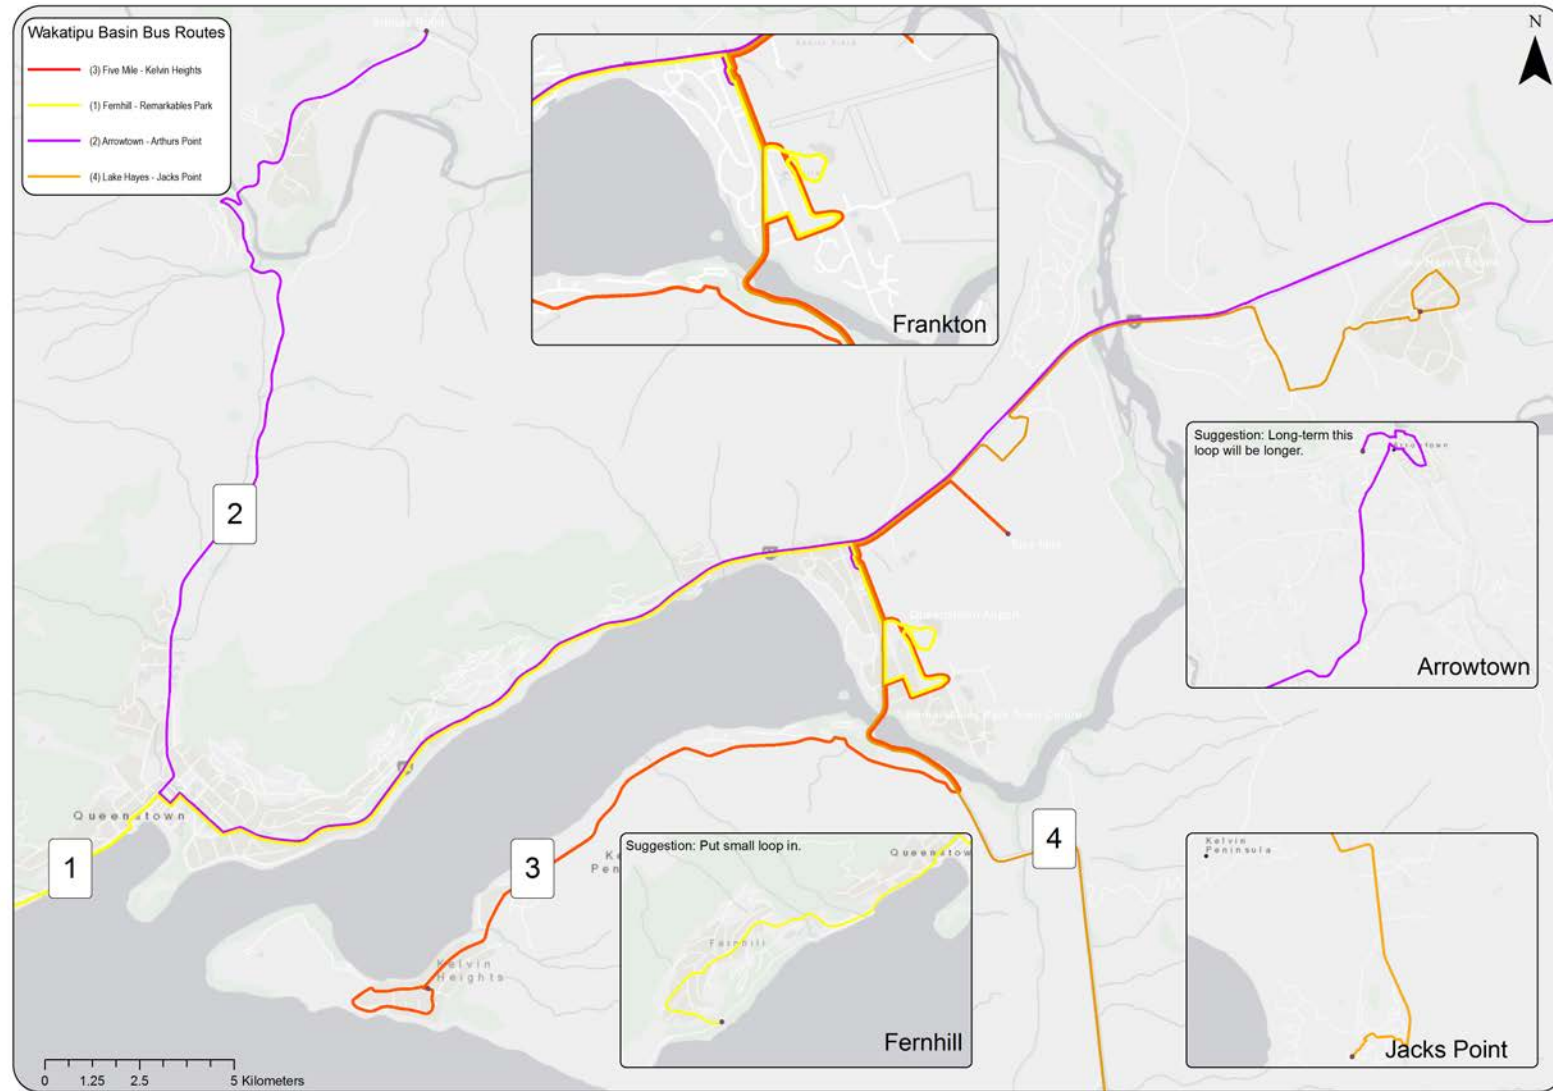 Wakatipu Basin Bus Routes
(3) Five Mile - Kelvin Heights
(1) Fernhill - Remarkables Park
(2) Arrowtown - Arthurs Point
(4) Lake Hayes - Jacks Point
N
Frankton
2
Suggestion: Long-term this
loop will be longer.
Arrowtown
Queenstown Airport
Queenstown
1
3
4
Kelvin
Heights
Suggestion: Put small loop in.
Queenstow
Fernhill
Fernhill
Kelvin
Peninsula
Jacks Point
0 1.25 2.5 5 Kilometers